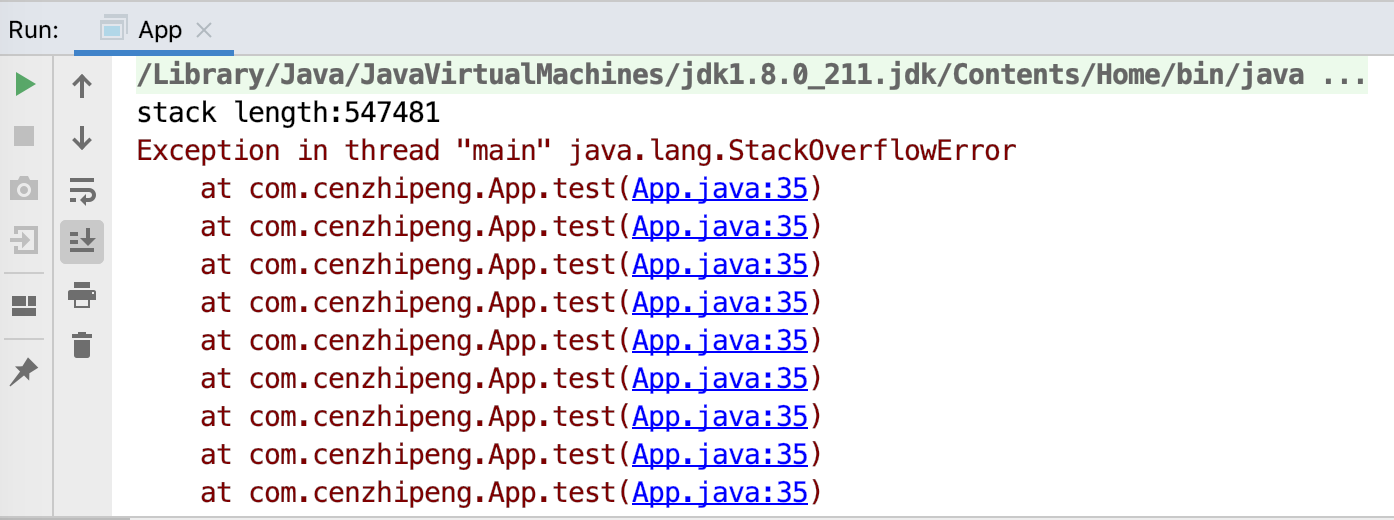 Run: App
/Library/Java/JavaVirtualMachines/jdk1.8.0_211.jdk/Contents/Home/bin/java ...
stack length:547481
Exception in thread "main" java.lang.StackOverflowError
at com.cenzhipeng.App.test(App.java:35)
at com.cenzhipeng.App.test(App.java:35)
at com.cenzhipeng.App.test(App.java:35)
at com.cenzhipeng.App.test(App.java:35)
at com.cenzhipeng.App.test(App.java:35)
at com.cenzhipeng.App.test(App.java:35)
at com.cenzhipeng.App.test(App.java:35)
at com.cenzhipeng.App.test(App.java:35)
at com.cenzhipeng.App.test(App.java:35)